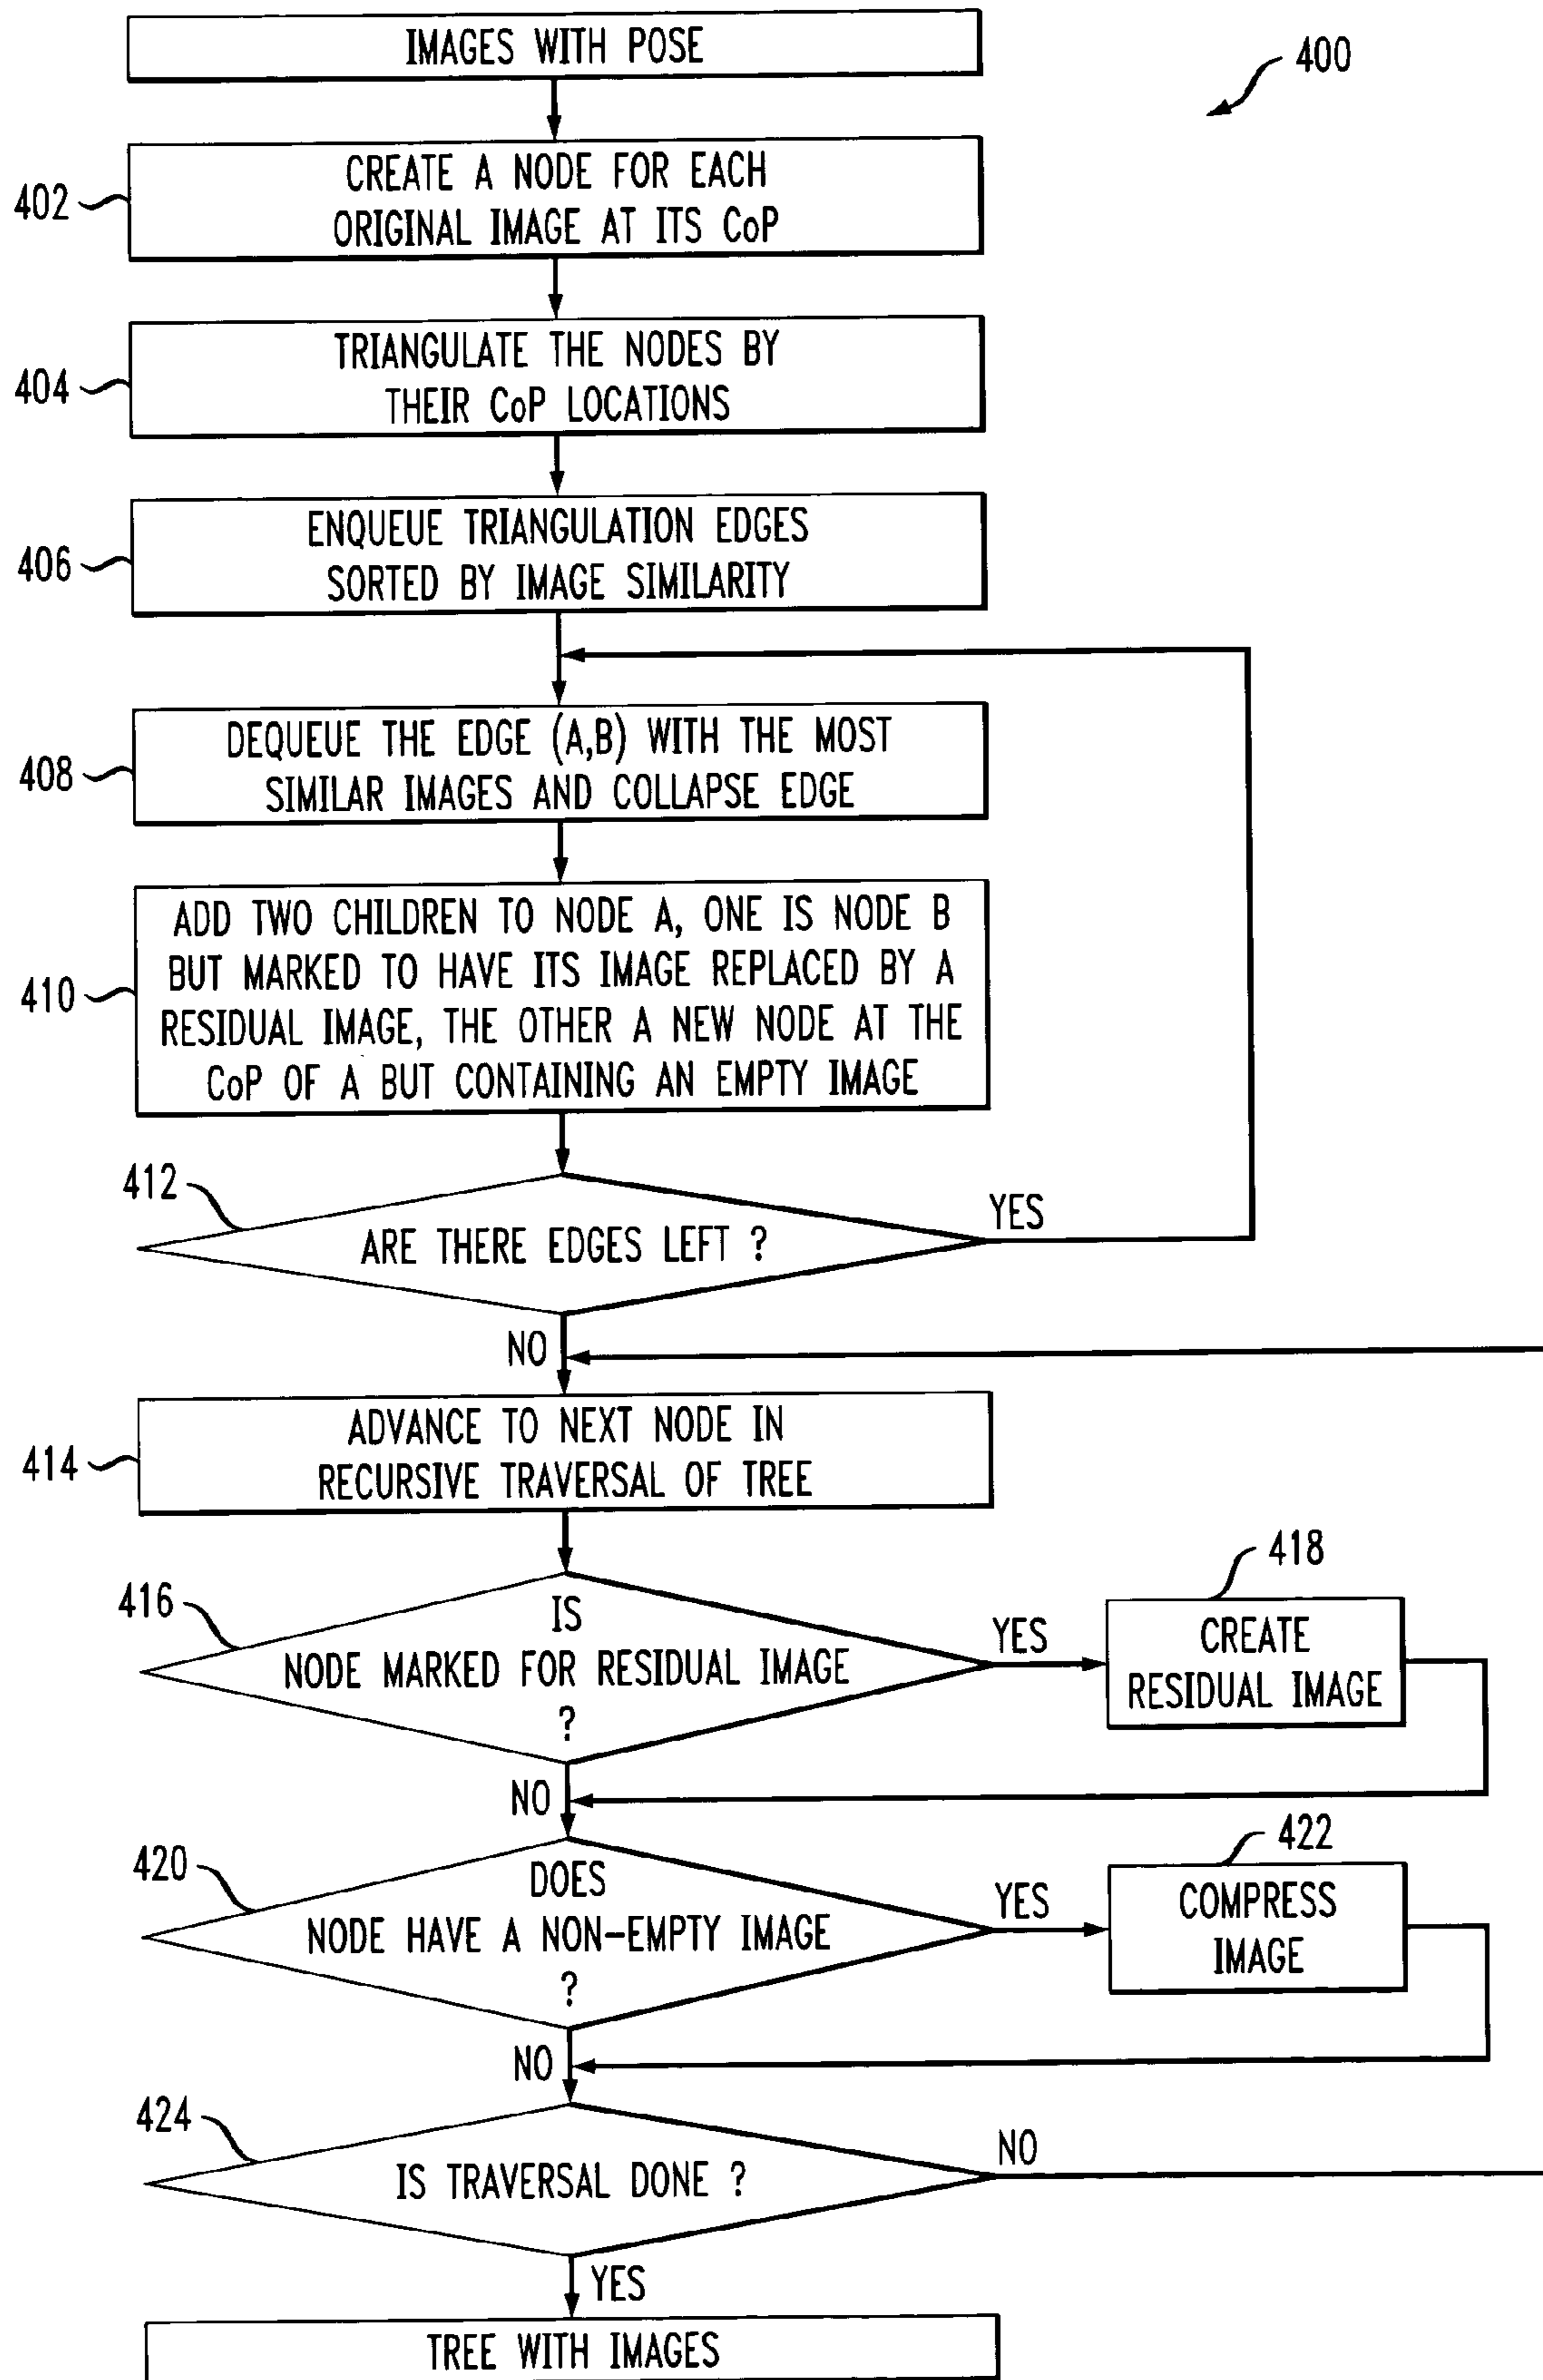 IMAGES WITH POSE
400
402
CREATE A NODE FOR EACH
ORIGINAL IMAGE AT ITS CoP
404
TRIANGULATE THE NODES BY
THEIR CoP LOCATIONS
406
ENQUEUE TRIANGULATION EDGES
SORTED BY IMAGE SIMILARITY
408
DEQUEUE THE EDGE (A,B) WITH THE MOST
SIMILAR IMAGES AND COLLAPSE EDGE
410
ADD TWO CHILDREN TO NODE A, ONE IS NODE B
BUT MARKED TO HAVE ITS IMAGE REPLACED BY A
RESIDUAL IMAGE, THE OTHER A NEW NODE AT THE
CoP OF A BUT CONTAINING AN EMPTY IMAGE
412
ARE THERE EDGES LEFT ?
YES
NO
414
ADVANCE TO NEXT NODE IN
RECURSIVE TRAVERSAL OF TREE
416
IS
NODE MARKED FOR RESIDUAL IMAGE
?
YES
418
CREATE
RESIDUAL IMAGE
NO
420
DOES
NODE HAVE A NON-EMPTY IMAGE
?
YES
422
COMPRESS
IMAGE
NO
424
IS TRAVERSAL DONE ?
NO
YES
TREE WITH IMAGES